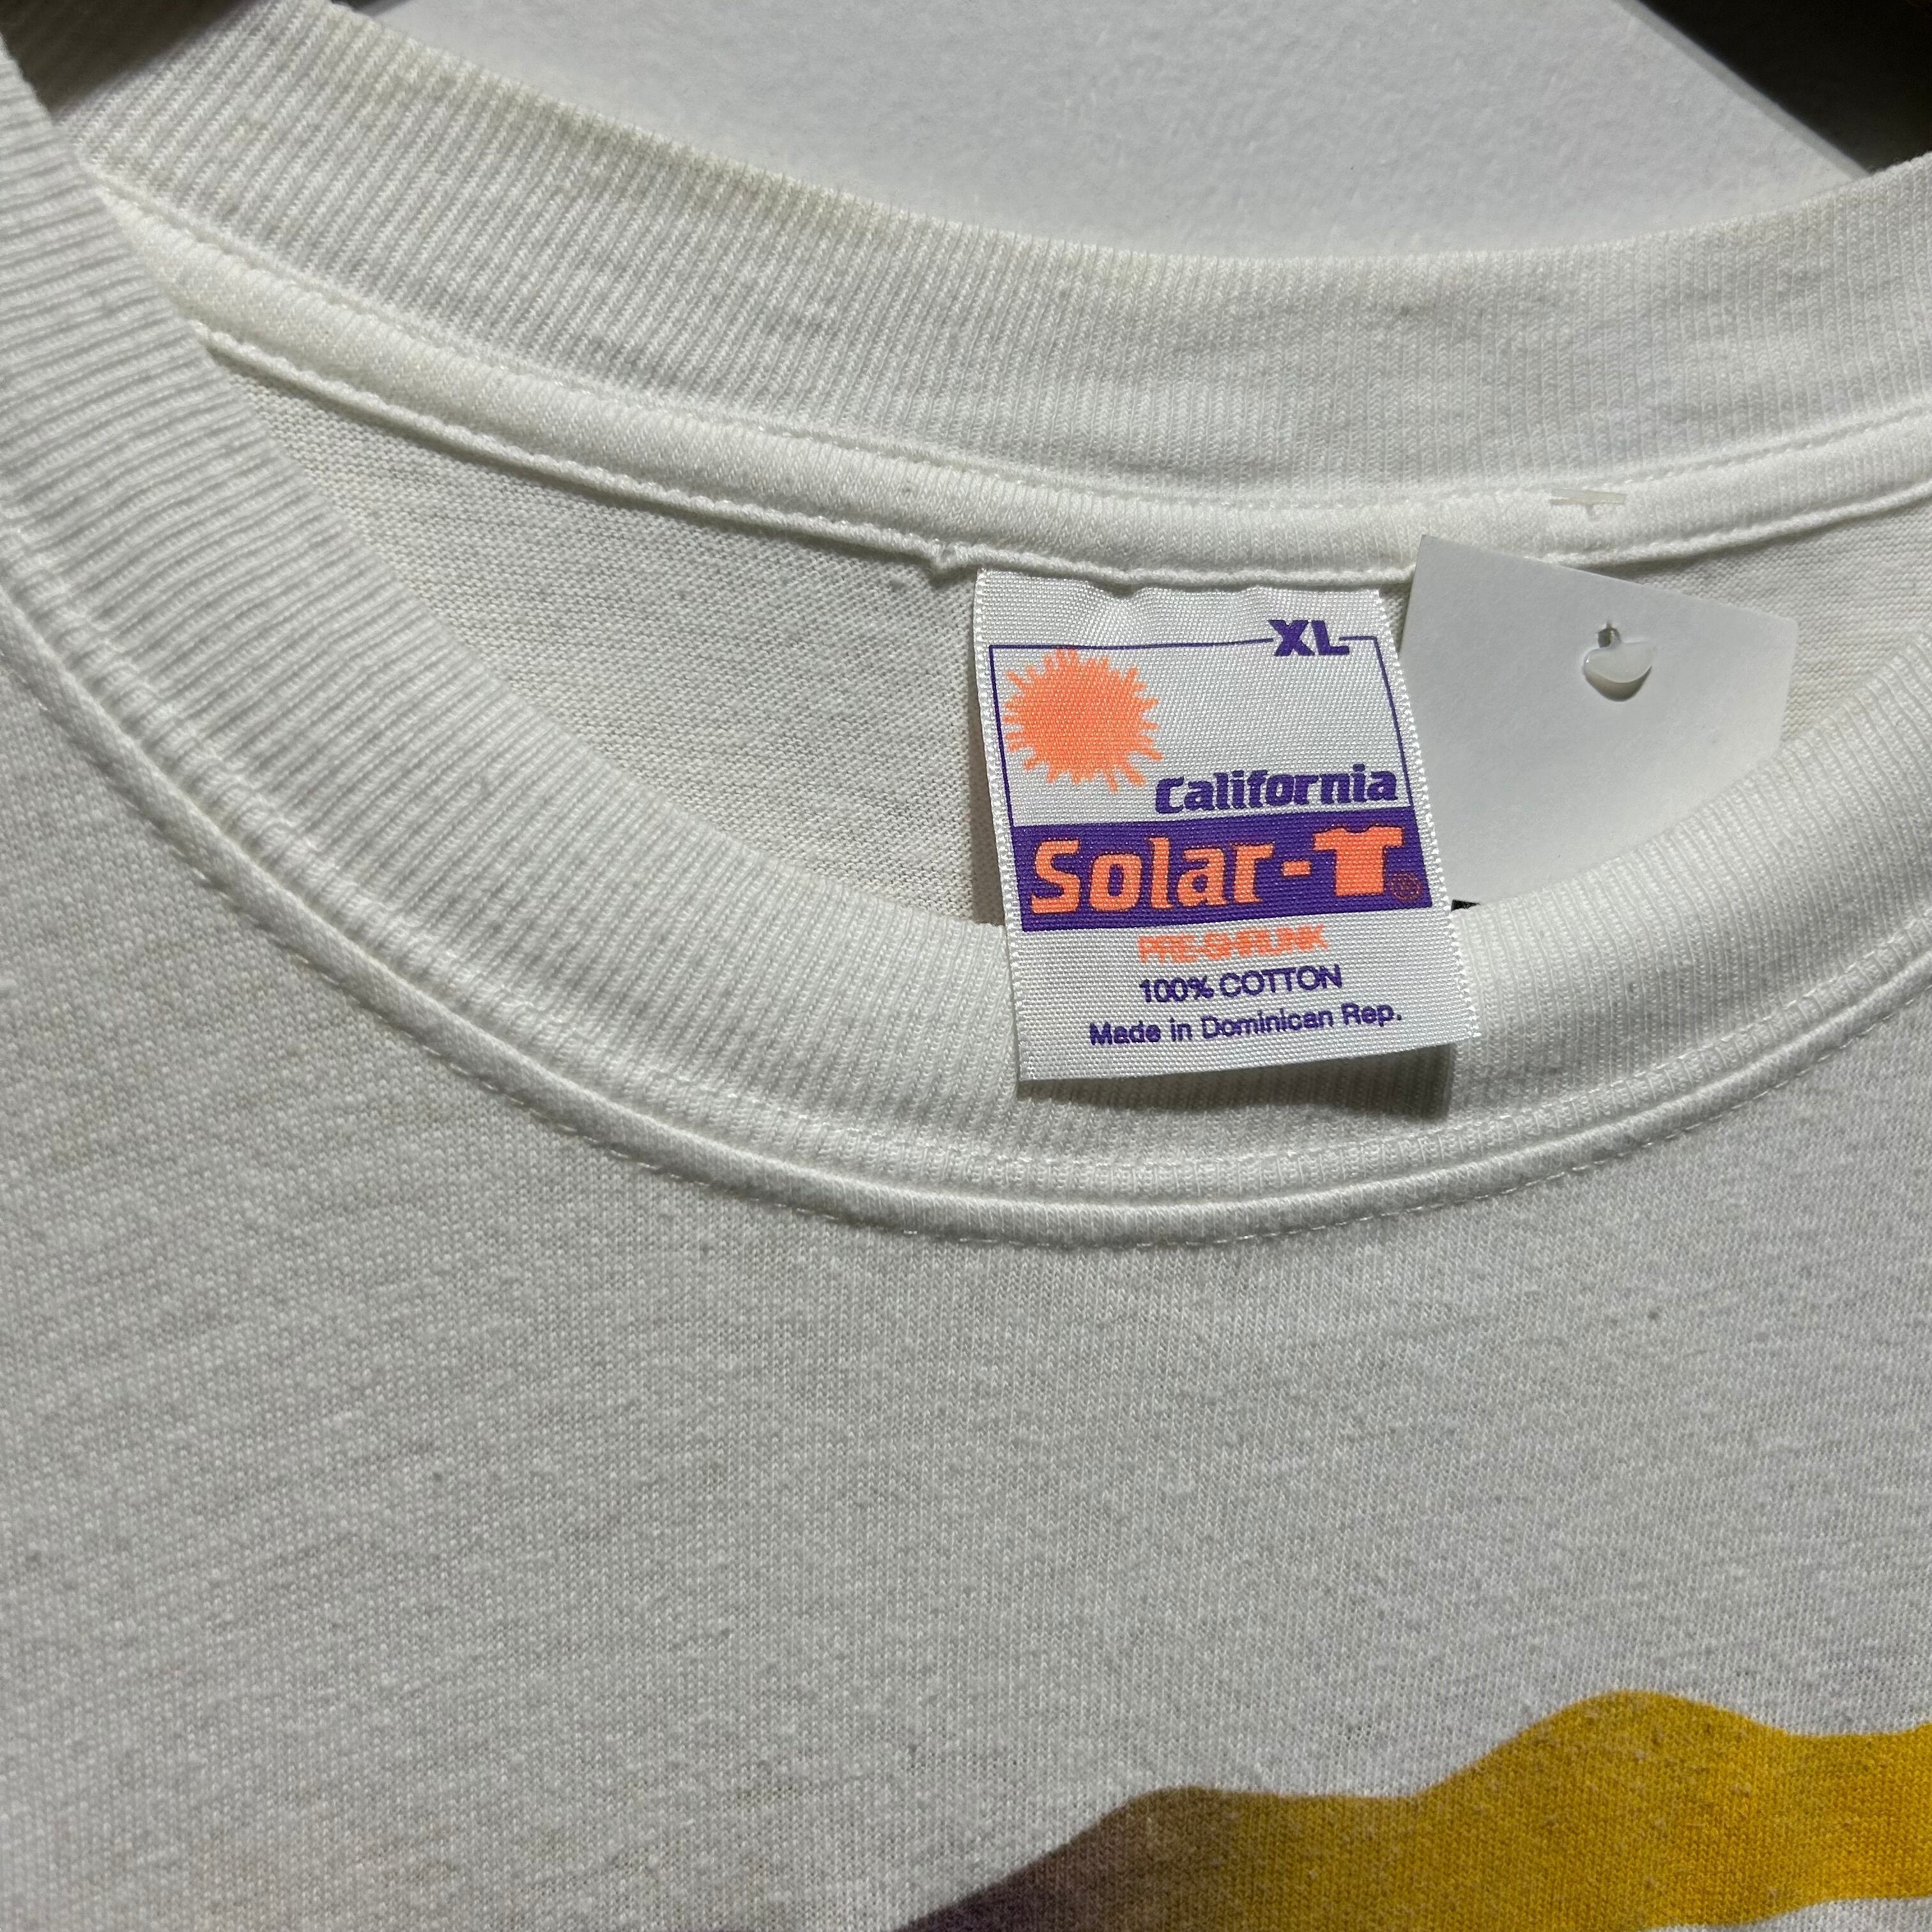 XL
California
Solar-T®
PRE-SHRUNK
100% COTTON
Made in Dominican Rep.